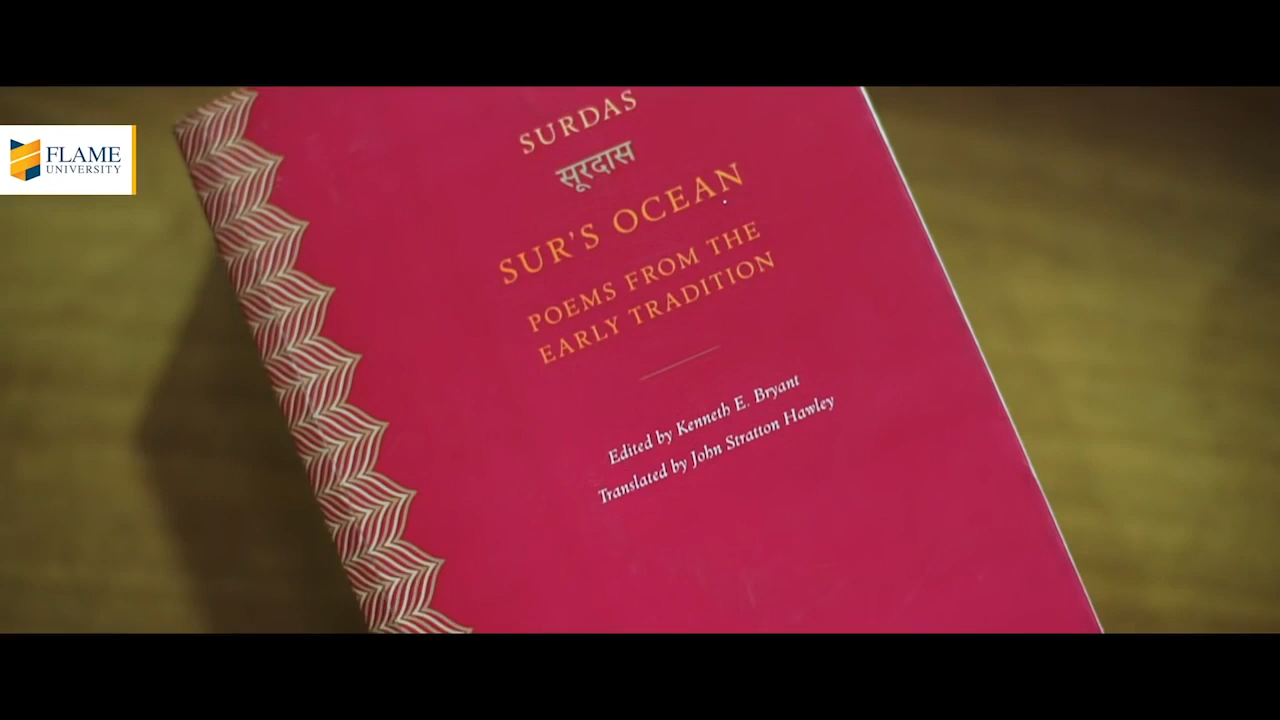 FLAME
UNIVERSITY
SURDAS
सूरदास
SUR'S OCEAN
POEMS FROM THE
EARLY TRADITION
Edited by Kenneth E. Bryant
Translated by John Stratton Hawley